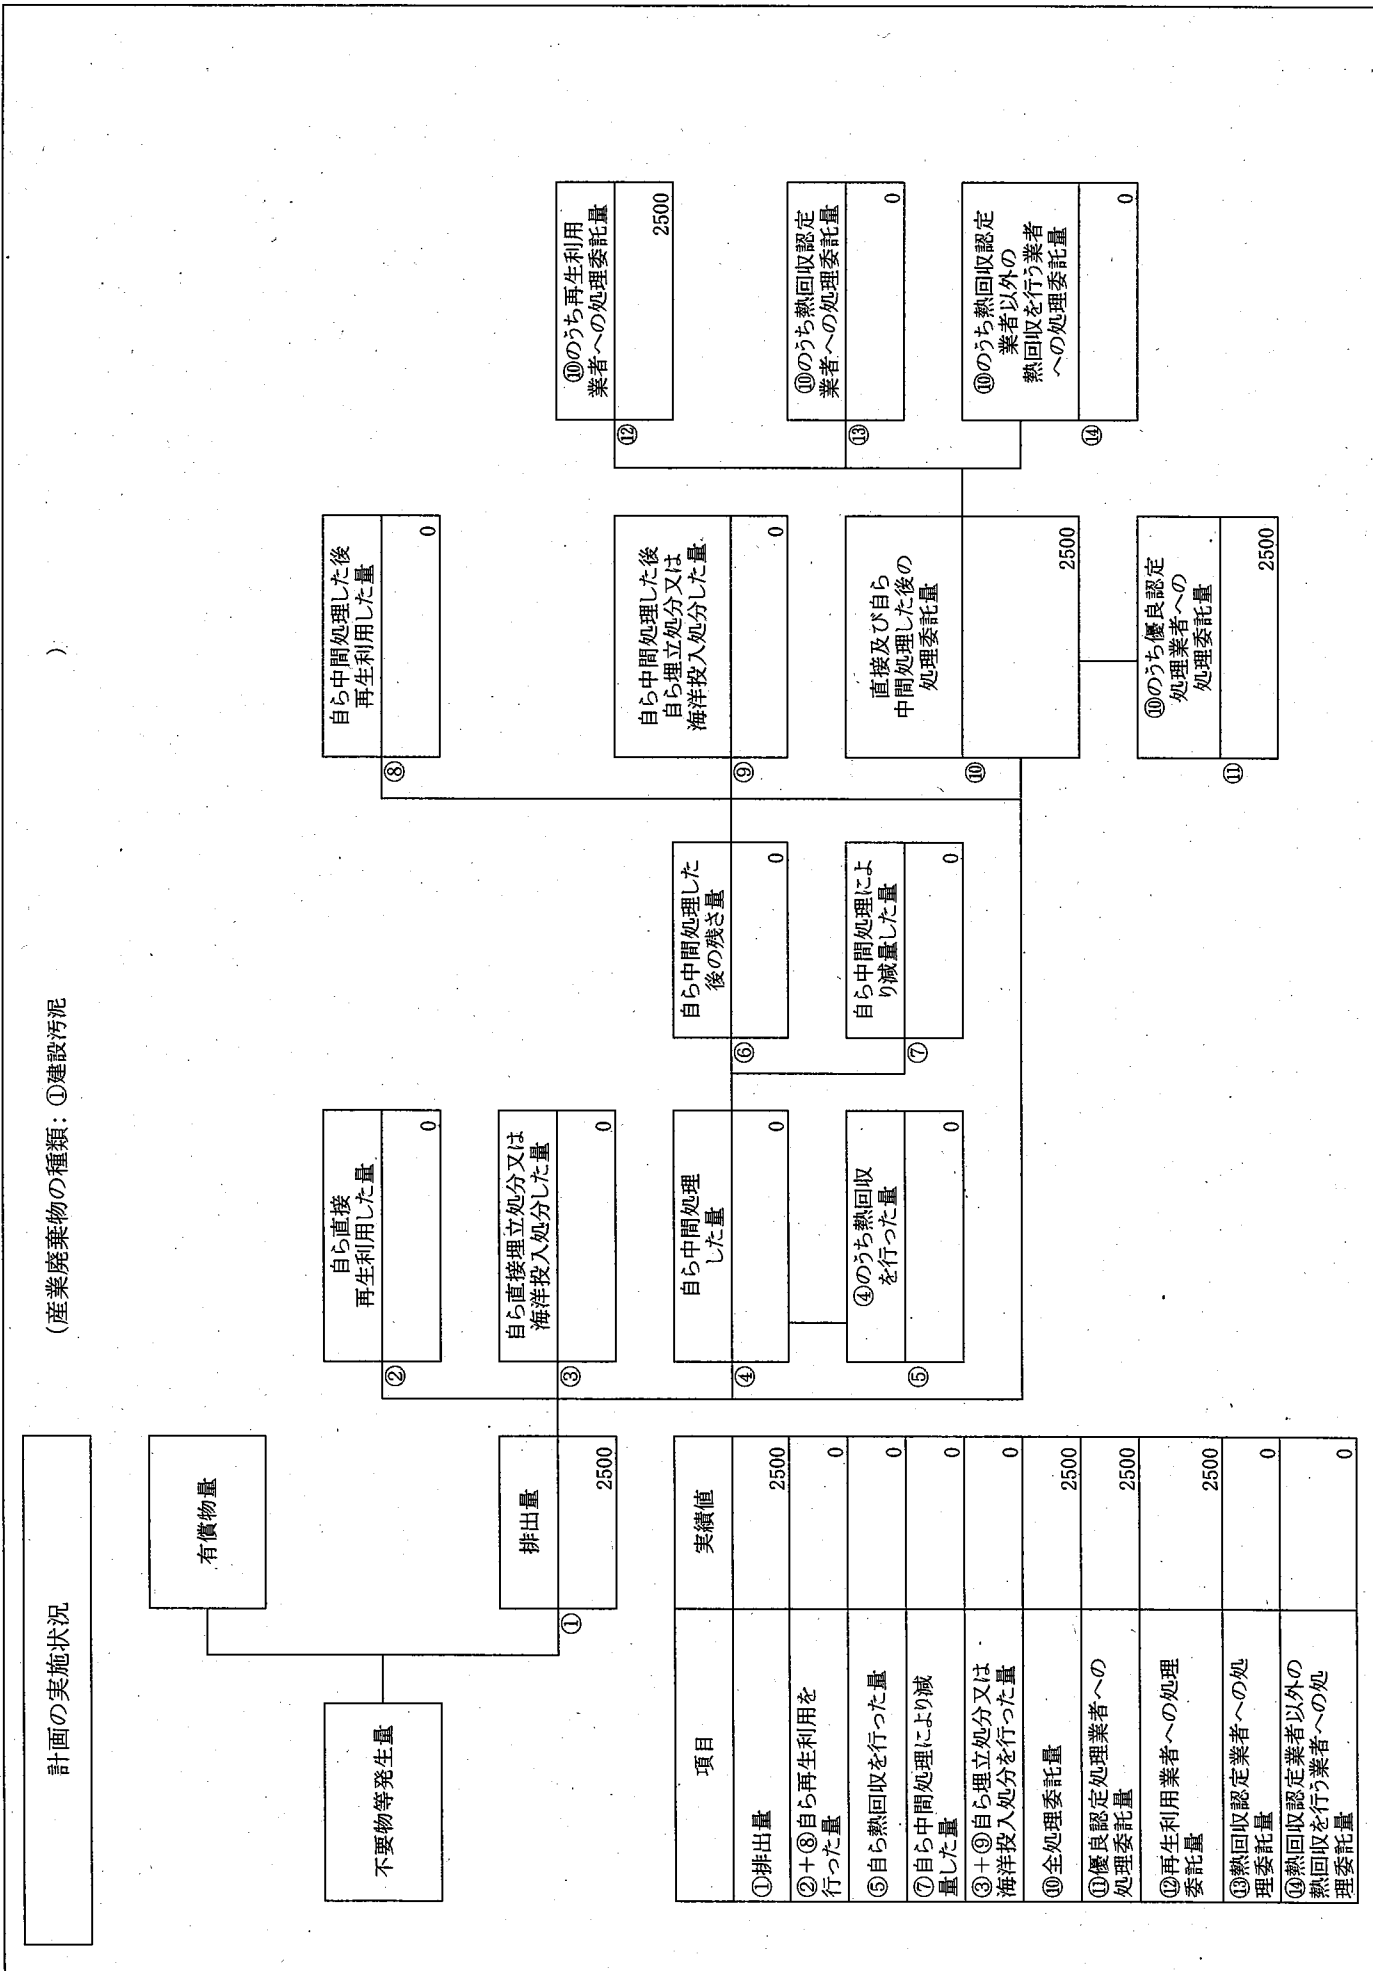 計画の実施状況
(産業廃棄物の種類：①建設汚泥
)
不要物等発生量
有償物量
①
排出量
2500
②
自ら直接
再生利用した量
0
③
自ら直接埋立処分又は
海洋投入処分した量
0
④
自ら中間処理
した量
0
⑤
④のうち熱回収
を行った量
0
⑥
自ら中間処理した
後の残さ量
0
⑦
自ら中間処理によ
り減量した量
0
⑧
自ら中間処理した後
再生利用した量
0
⑨
自ら中間処理した後
自ら埋立処分又は
海洋投入処分した量
0
⑩
直接及び自ら
中間処理した後の
処理委託量
2500
⑪
⑩のうち優良認定
処理業者への
処理委託量
2500
⑫
⑩のうち再生利用
業者への処理委託量
2500
⑬
⑩のうち熱回収認定
業者への処理委託量
0
⑭
⑩のうち熱回収認定
業者以外の
熱回収を行う業者
への処理委託量
0
項目
実績値
①排出量
2500
②+⑧自ら再生利用を
行った量
0
⑤自ら熱回収を行った量
0
⑦自ら中間処理により減
量した量
0
③+⑨自ら埋立処分又は
海洋投入処分を行った量
0
⑩全処理委託量
2500
⑪優良認定処理業者への
処理委託量
2500
⑫再生利用業者への処理
委託量
2500
⑬熱回収認定業者への処
理委託量
0
⑭熱回収認定業者以外の
熱回収を行う業者への処
理委託量
0